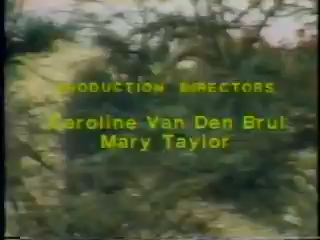 PRODUCTION DIRECTORS
Caroline Van Den Brul
Mary Taylor